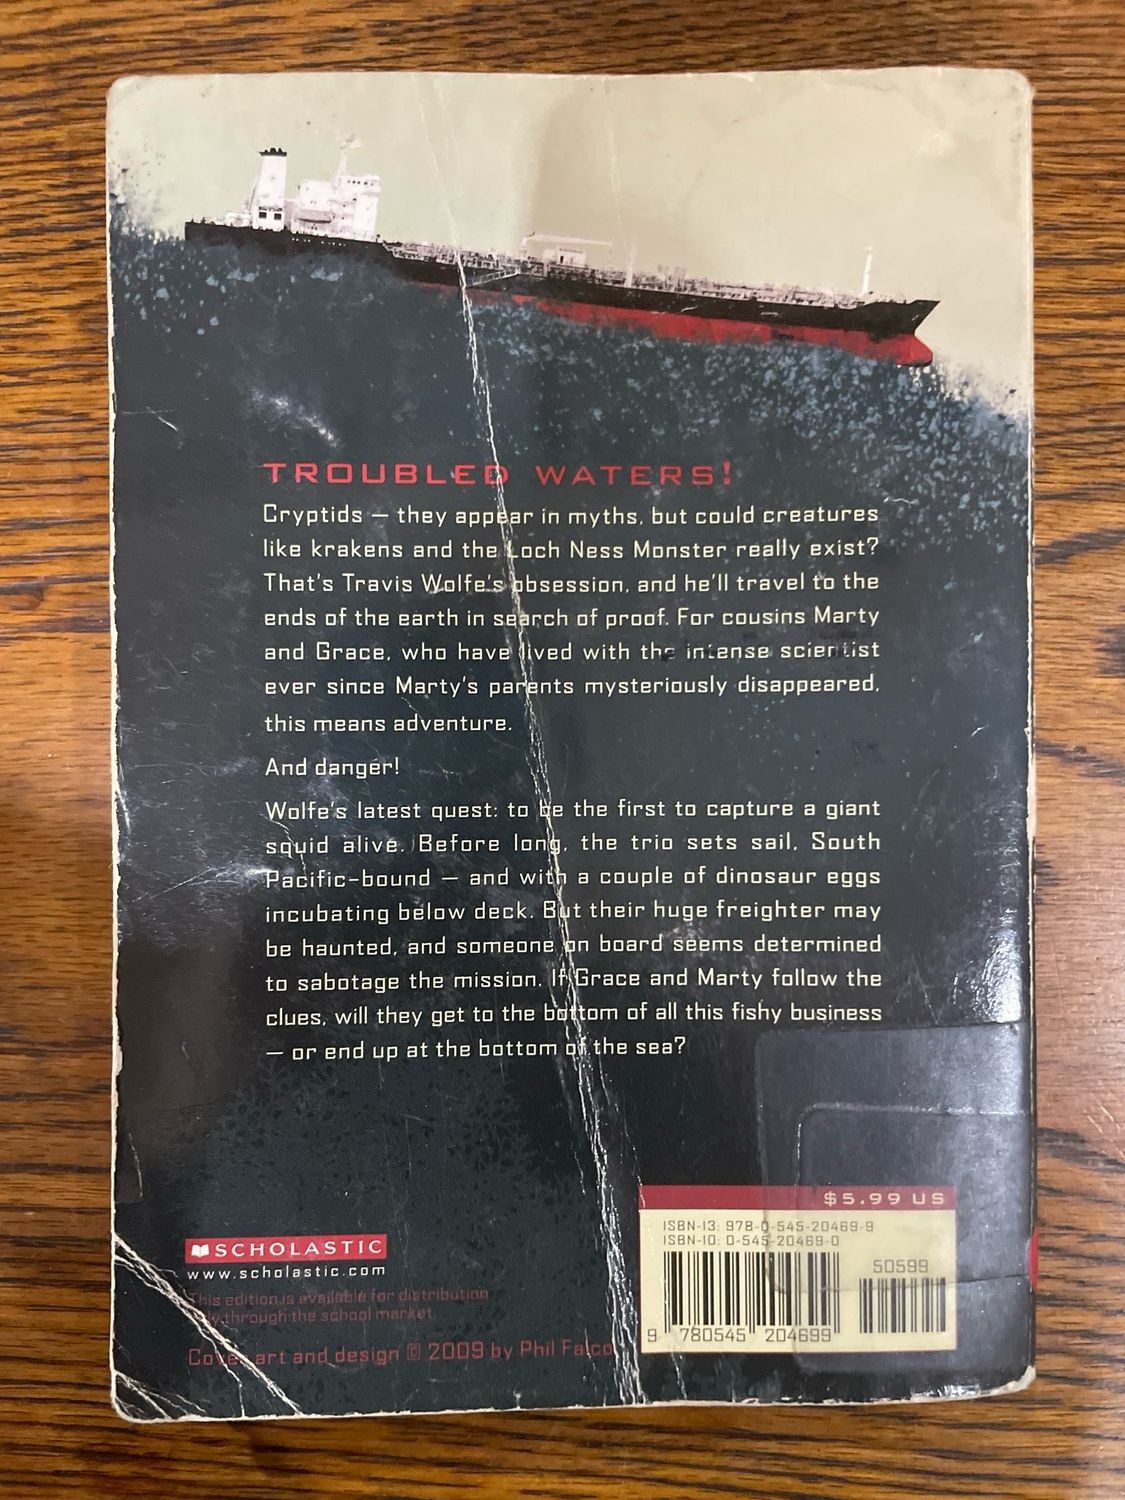 TROUBLED WATERS!
Cryptids — they appear in myths, but could creatures
like krakens and the Loch Ness Monster really exist?
That's Travis Wolfe's obsession, and he'll travel to the
ends of the earth in search of proof. For cousins Marty
and Grace, who have lived with the intense scientist
ever since Marty's parents mysteriously disappeared,
this means adventure.
And danger!
Wolfe's latest quest: to be the first to capture a giant
squid alive. Before long, the trio sets sail, South
Pacific-bound — and with a couple of dinosaur eggs
incubating below deck. But their huge freighter may
be haunted, and someone on board seems determined
to sabotage the mission. If Grace and Marty follow the
clues, will they get to the bottom of all this fishy business
— or end up at the bottom of the sea?
$5.99 US
ISBN-13: 978-0-545-20469-9
ISBN-10: 0-545-20469-0
50599
9 780545 204699
SCHOLASTIC
www.scholastic.com
This edition is available for distribution
only through the school market.
Cover art and design © 2009 by Phil Falco